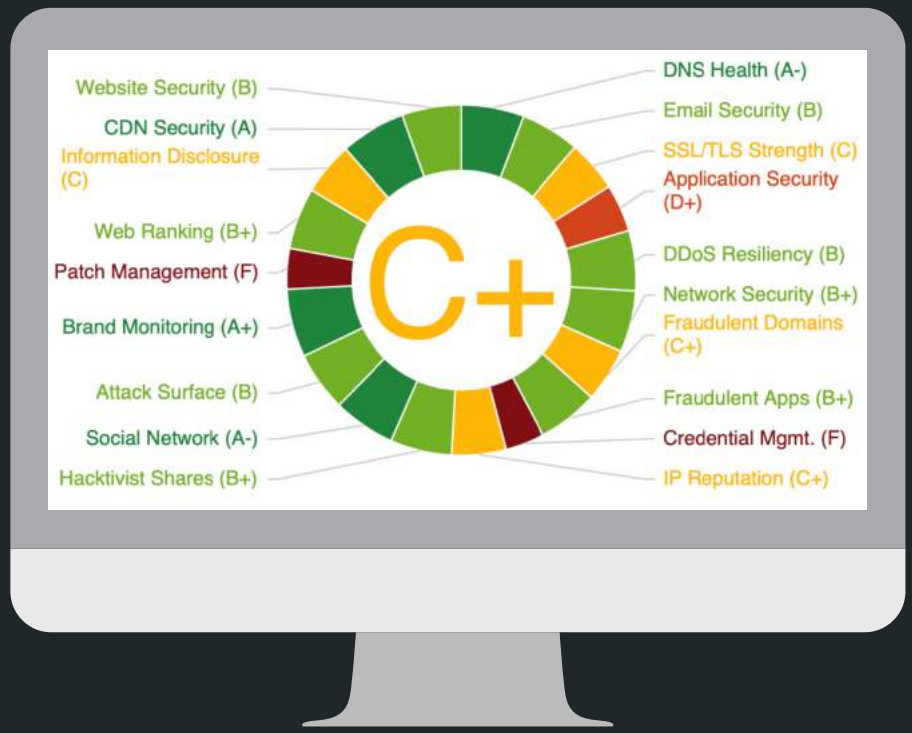 Website Security (B)
CDN Security (A)
Information Disclosure
(C)
Web Ranking (B+)
Patch Management (F)
Brand Monitoring (A+)
Attack Surface (B)
Social Network (A-)
Hacktivist Shares (B+)
C+
DNS Health (A-)
Email Security (B)
SSL/TLS Strength (C)
Application Security
(D+)
DDoS Resiliency (B)
Network Security (B+)
Fraudulent Domains
(C+)
Fraudulent Apps (B+)
Credential Mgmt. (F)
IP Reputation (C+)